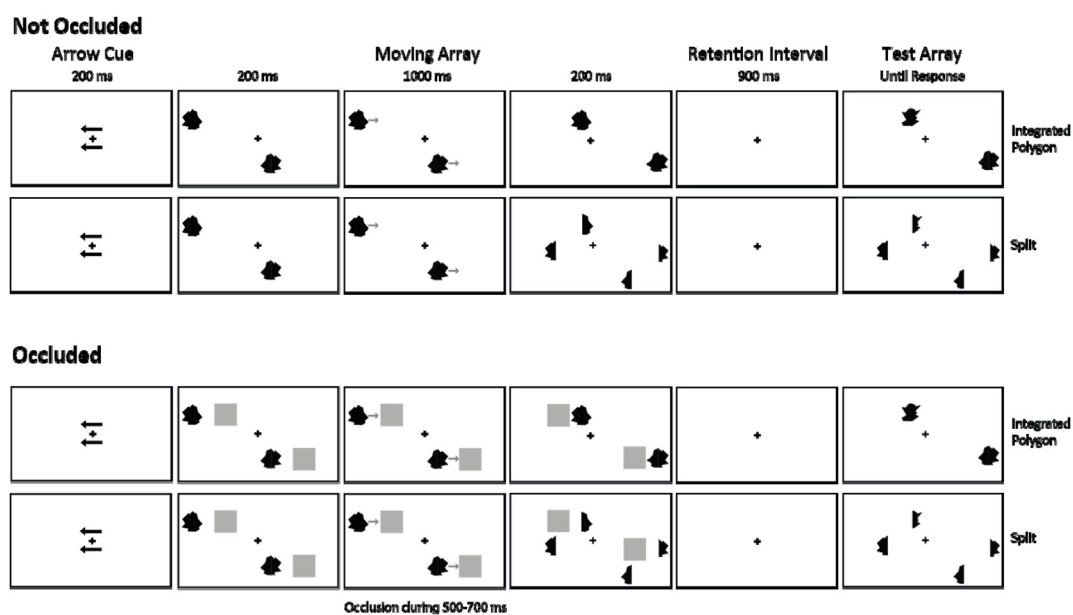 Not Occluded
Arrow Cue Moving Array Retention Interval Test Array
200 ms 200 ms 1000 ms 200 ms 900 ms Until Response
Integrated
Polygon
Split
Occluded
Integrated
Polygon
Split
Occlusion during 500-700 ms